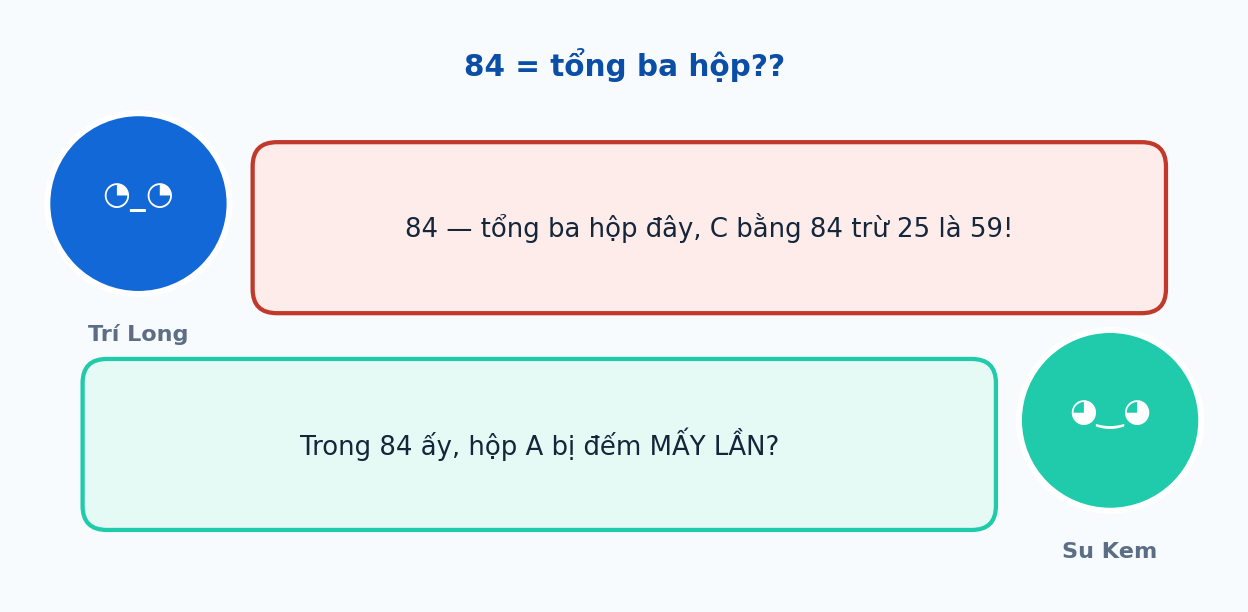 84 = tổng ba hộp??
84 — tổng ba hộp đây, C bằng 84 trừ 25 là 59!
Trí Long
Trong 84 ấy, hộp A bị đếm MẤY LẦN?
Su Kem